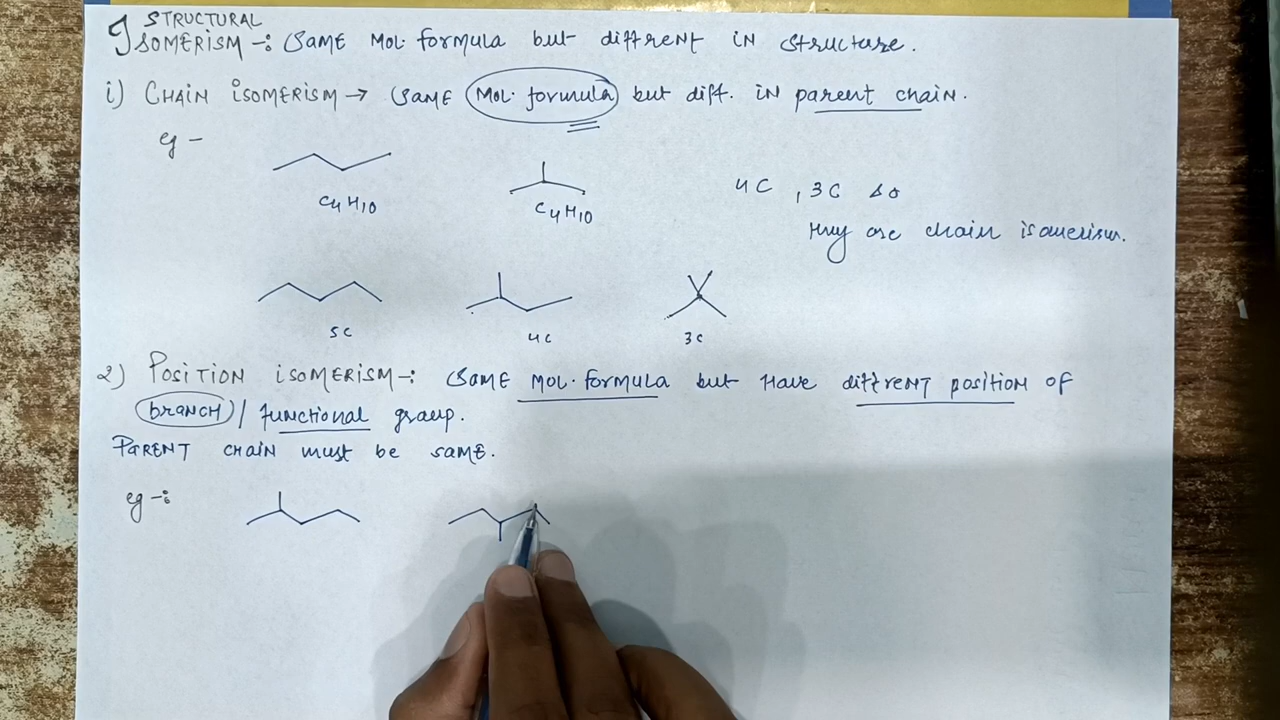 STRUCTURAL
ISOMERISM -: SAME MOL. formula but different IN structure.
i) CHAIN isomERISM → SAME MOL. formula but diff. IN parent chain.
eg -
C4H10
C4H10
4C , 3C so
they are chain isomerism.
5C
4C
3C
2) POSITION isomERiSM -: SAME MOL. formula but HAVE different position of
brANCH / functional group.
PARENT CHAIN must be SAME.
eg -: